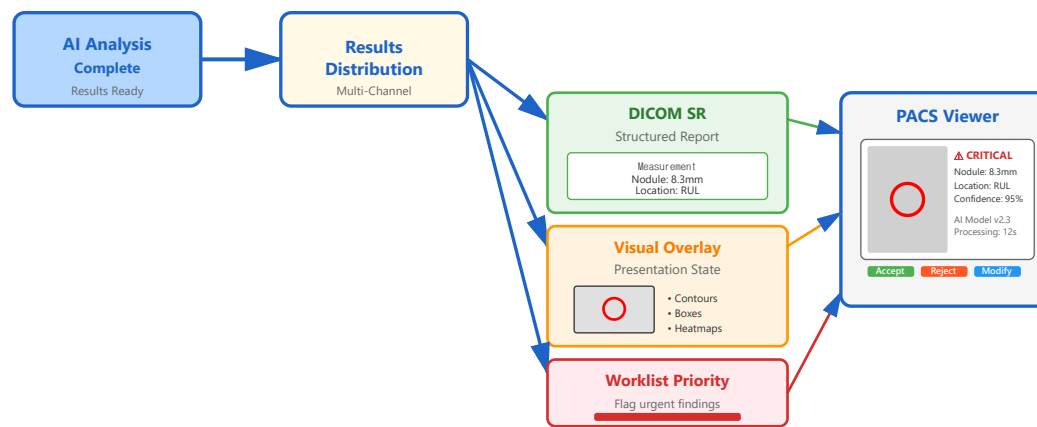 AI Analysis
Complete
Results Ready
Results
Distribution
Multi-Channel
DICOM SR
Structured Report
Measurement
Nodule: 8.3mm
Location: RUL
Visual Overlay
Presentation State
• Contours
• Boxes
• Heatmaps
Worklist Priority
Flag urgent findings
PACS Viewer
⚠ CRITICAL
Nodule: 8.3mm
Location: RUL
Confidence: 95%
AI Model v2.3
Processing: 12s
Accept
Reject
Modify